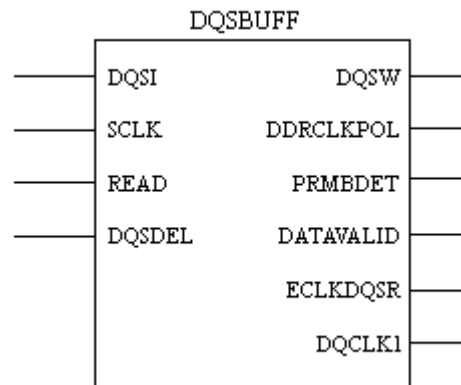 DQSBUFF
DQSI DQSW
SCLK DDRCLKPOL
READ PRMBDET
DQSDEL DATAVALID
ECLKDQSR
DQCLK1